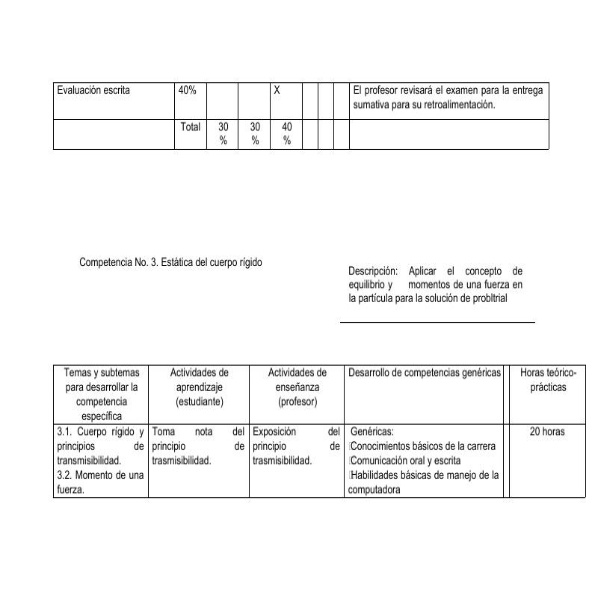 Evaluación escrita 40% X El profesor revisará el examen para la entrega
sumativa para su retroalimentación.
Total 30 30 40
% % %
Competencia No. 3. Estática del cuerpo rígido
Descripción: Aplicar el concepto de
equilibrio y momentos de una fuerza en
la partícula para la solución de probltrial
Temas y subtemas
para desarrollar la
competencia
específica
Actividades de
aprendizaje
(estudiante)
Actividades de
enseñanza
(profesor)
Desarrollo de competencias genéricas
Horas teórico-
prácticas
3.1. Cuerpo rígido y
principios de
transmisibilidad.
3.2. Momento de una
fuerza.
Toma nota del
principio de
trasmisibilidad.
Exposición del
principio de
trasmisibilidad.
Genéricas:
Conocimientos básicos de la carrera
Comunicación oral y escrita
Habilidades básicas de manejo de la
computadora
20 horas